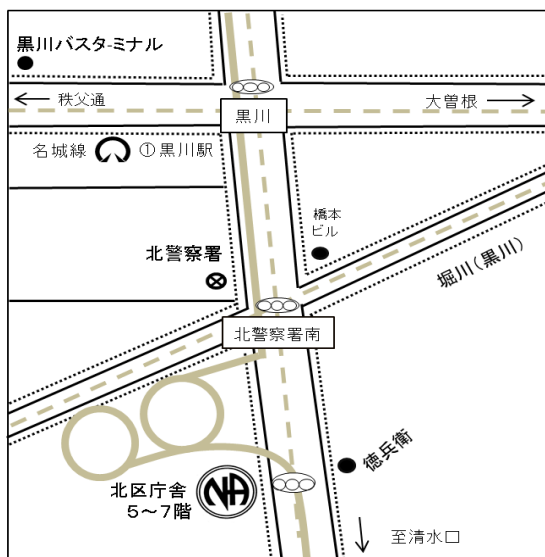 黒川バスタ-ミナル
← 秩父通
大曽根 →
黒川
名城線
①黒川駅
橋本
ビル
北警察署
堀川(黒川)
北警察署南
徳兵衛
北区庁舎
5～7階
至清水口